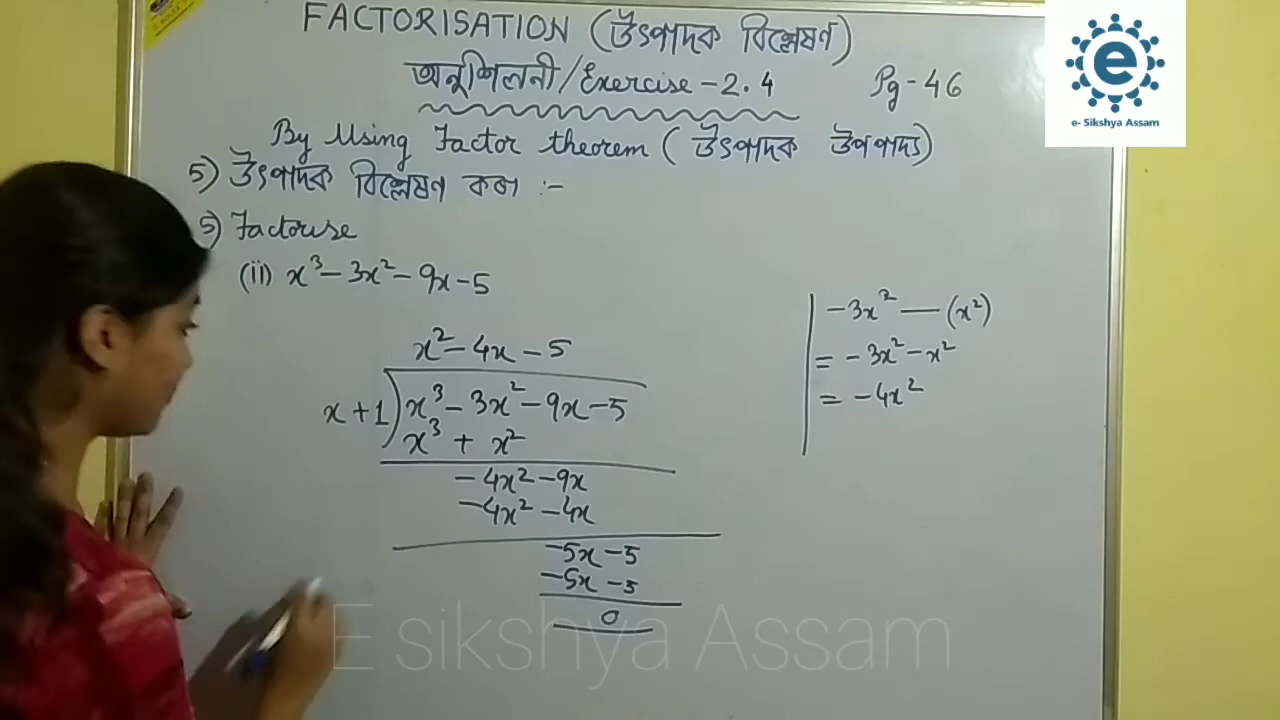 FACTORISATION (উৎপাদক বিশ্লেষণ)
অনুশিলনী/Exercise-2.4 Pg-46
By Using Factor theorem (উৎপাদক উপপাদ্য)
5) উৎপাদক বিশ্লেষণ কৰা :-
5) Factorise
(ii) x³-3x²-9x-5
x²-4x-5
x+1)x³-3x²-9x-5
x³+x²
-4x²-9x
-4x²-4x
-5x-5
-5x-5
0
-3x²—(x²)
= -3x²-x²
= -4x²
e
e- Sikshya Assam
E sikshya Assam